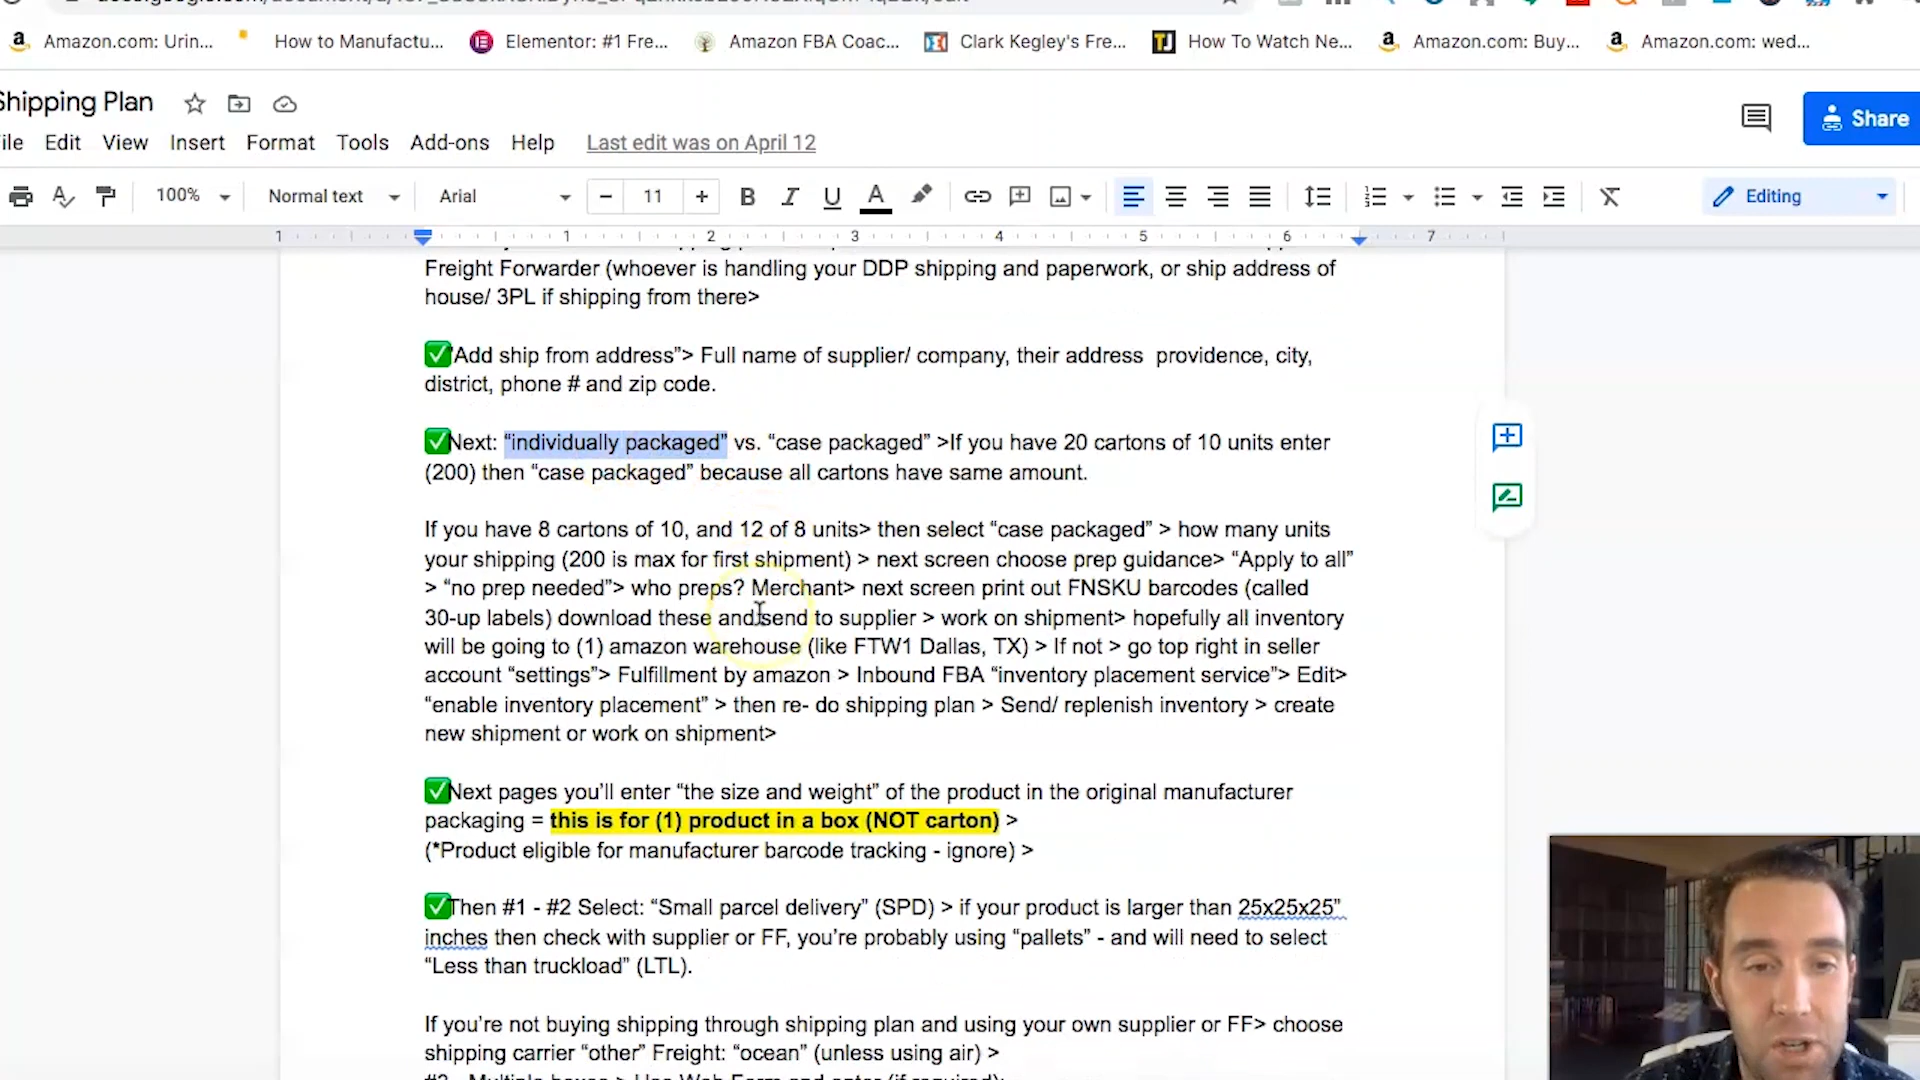 Amazon.com: Urin...
How to Manufactu...
Elementor: #1 Fre...
Amazon FBA Coac...
Clark Kegley's Fre...
How To Watch Ne...
Amazon.com: Buy...
Amazon.com: wed...
Shipping Plan
Share
ile Edit View Insert Format Tools Add-ons Help Last edit was on April 12
100% Normal text Arial 11 Editing
1 1 2 3 4 5 6 7
Freight Forwarder (whoever is handling your DDP shipping and paperwork, or ship address of
house/ 3PL if shipping from there>
✅"Add ship from address”> Full name of supplier/ company, their address providence, city,
district, phone # and zip code.
✅Next: “individually packaged” vs. “case packaged” >If you have 20 cartons of 10 units enter
(200) then “case packaged” because all cartons have same amount.
If you have 8 cartons of 10, and 12 of 8 units> then select “case packaged” > how many units
your shipping (200 is max for first shipment) > next screen choose prep guidance> “Apply to all”
> “no prep needed”> who preps? Merchant> next screen print out FNSKU barcodes (called
30-up labels) download these and send to supplier > work on shipment> hopefully all inventory
will be going to (1) amazon warehouse (like FTW1 Dallas, TX) > If not > go top right in seller
account “settings”> Fulfillment by amazon > Inbound FBA “inventory placement service”> Edit>
“enable inventory placement” > then re- do shipping plan > Send/ replenish inventory > create
new shipment or work on shipment>
✅Next pages you’ll enter “the size and weight” of the product in the original manufacturer
packaging = this is for (1) product in a box (NOT carton) >
(*Product eligible for manufacturer barcode tracking - ignore) >
✅Then #1 - #2 Select: “Small parcel delivery” (SPD) > if your product is larger than 25x25x25”
inches then check with supplier or FF, you’re probably using “pallets” - and will need to select
“Less than truckload” (LTL).
If you’re not buying shipping through shipping plan and using your own supplier or FF> choose
shipping carrier “other” Freight: “ocean” (unless using air) >